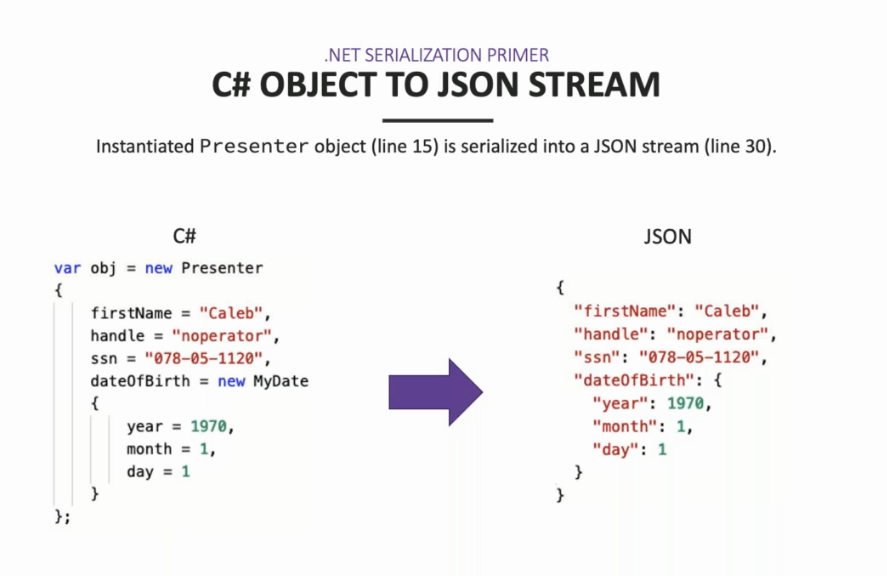 .NET SERIALIZATION PRIMER
C# OBJECT TO JSON STREAM
Instantiated Presenter object (line 15) is serialized into a JSON stream (line 30).
C#
var obj = new Presenter
{
firstName = "Caleb",
handle = "noperator",
ssn = "078-05-1120",
dateOfBirth = new MyDate
{
year = 1970,
month = 1,
day = 1
}
};
JSON
{
"firstName": "Caleb",
"handle": "noperator",
"ssn": "078-05-1120",
"dateOfBirth": {
"year": 1970,
"month": 1,
"day": 1
}
}